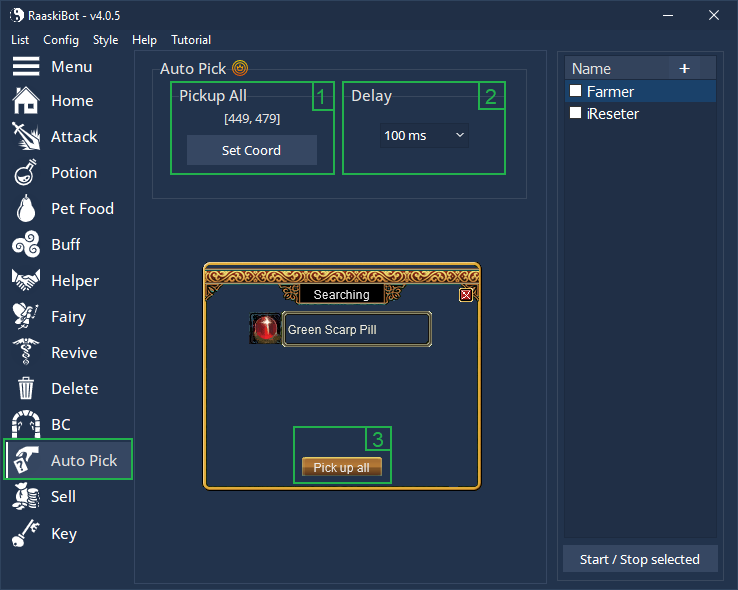 RaaskiBot - v4.0.5
List Config Style Help Tutorial
Menu
Home
Attack
Potion
Pet Food
Buff
Helper
Fairy
Revive
Delete
BC
Auto Pick
Sell
Key
Auto Pick
Pickup All 1
[449, 479]
Set Coord
Delay 2
100 ms
Searching
Green Scarp Pill
3
Pick up all
Name +
Farmer
iReseter
Start / Stop selected